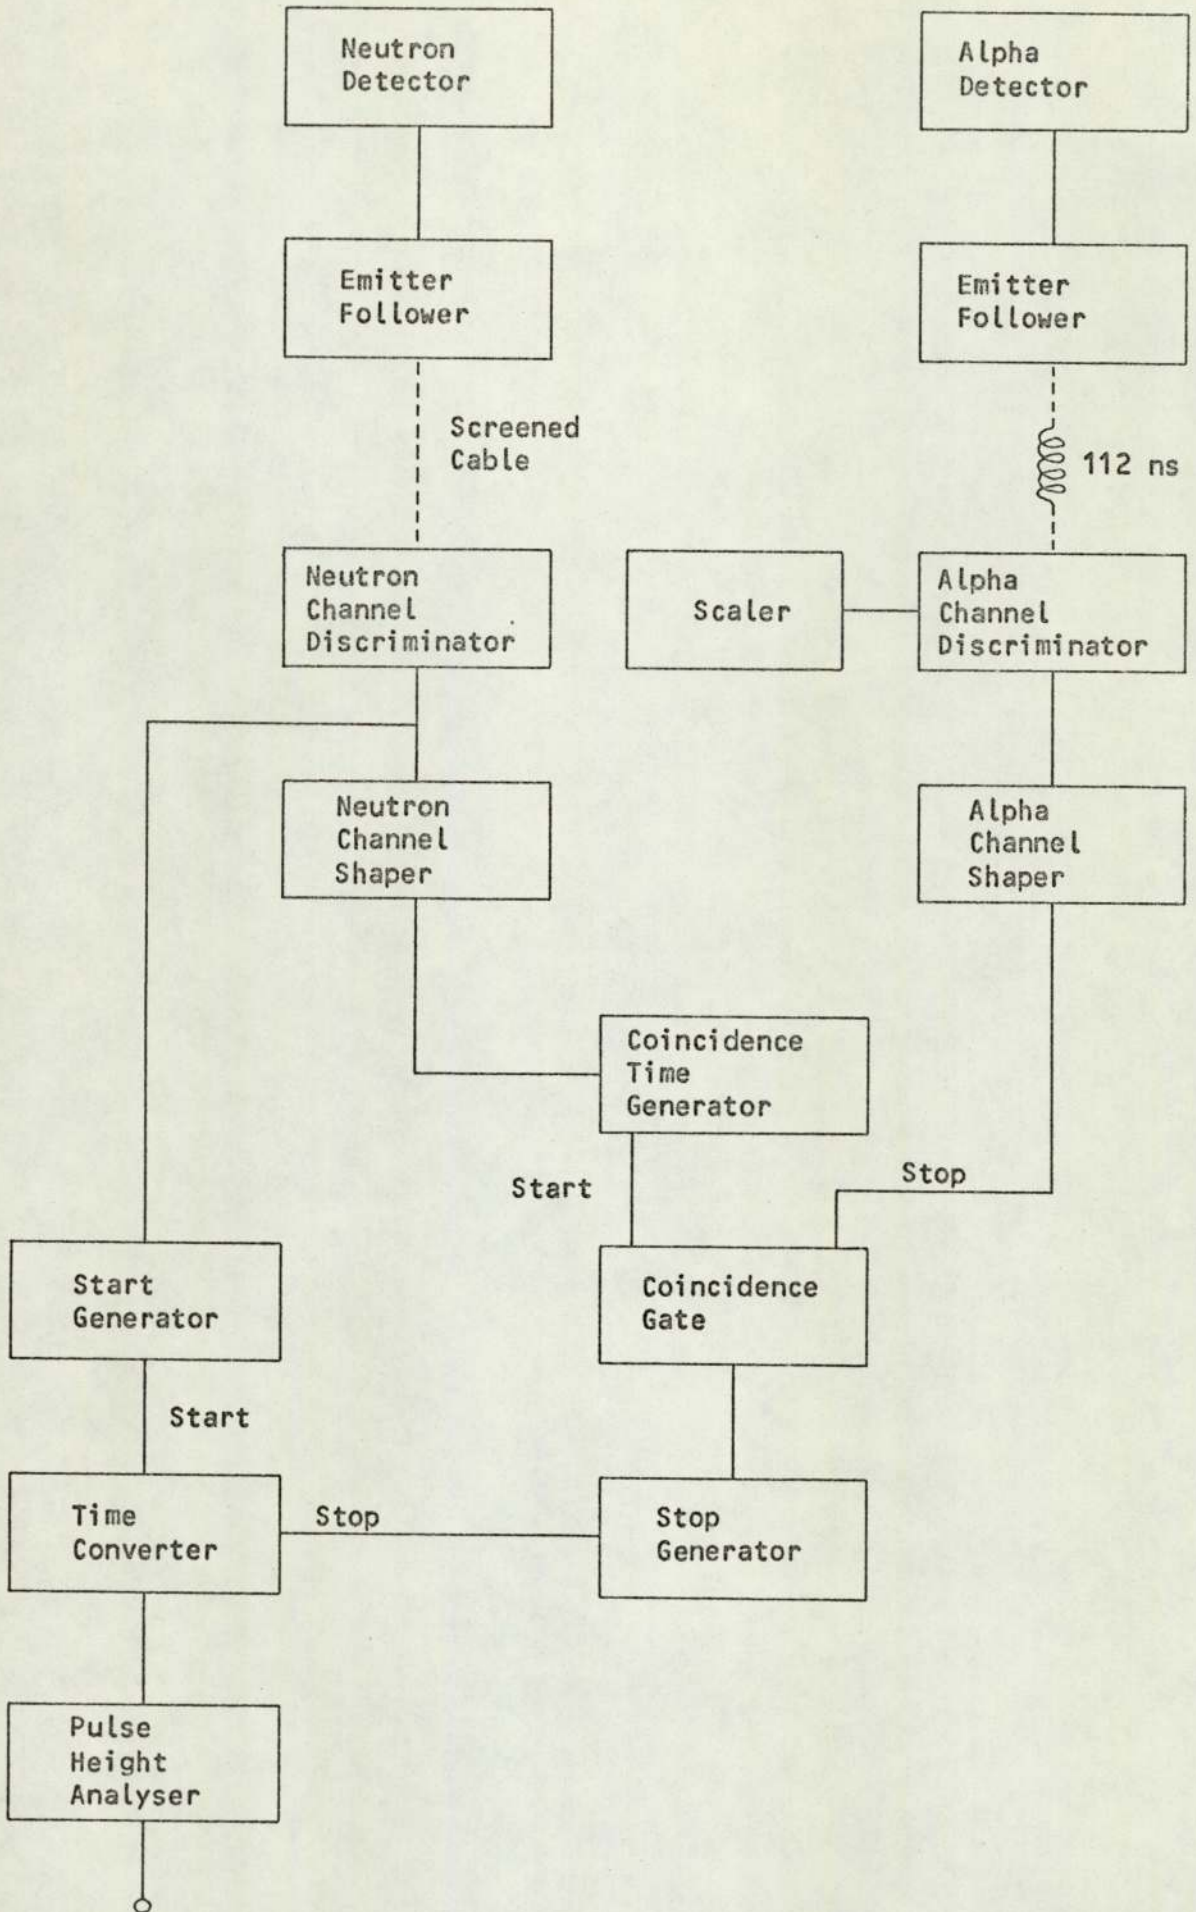 Neutron
Detector
Alpha
Detector
Emitter
Follower
Emitter
Follower
Screened
Cable
112 ns
Neutron
Channel
Discriminator
Scaler
Alpha
Channel
Discriminator
Neutron
Channel
Shaper
Alpha
Channel
Shaper
Coincidence
Time
Generator
Start
Stop
Start
Generator
Coincidence
Gate
Start
Time
Converter
Stop
Stop
Generator
Pulse
Height
Analyser